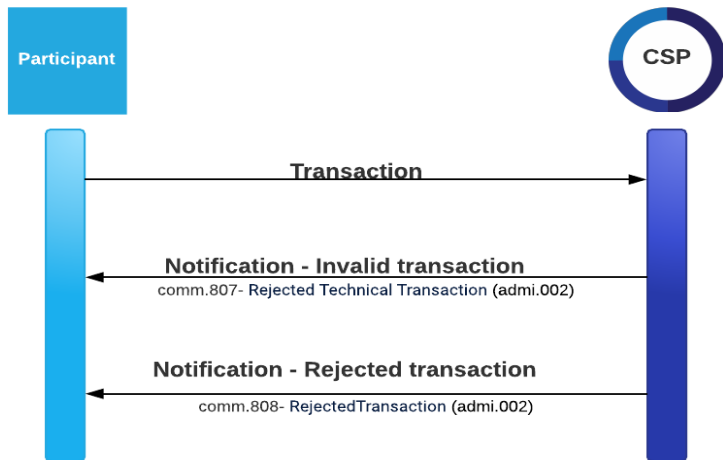 Participant
CSP
Transaction
Notification - Invalid transaction
comm.807- Rejected Technical Transaction (admi.002)
Notification - Rejected transaction
comm.808- RejectedTransaction (admi.002)